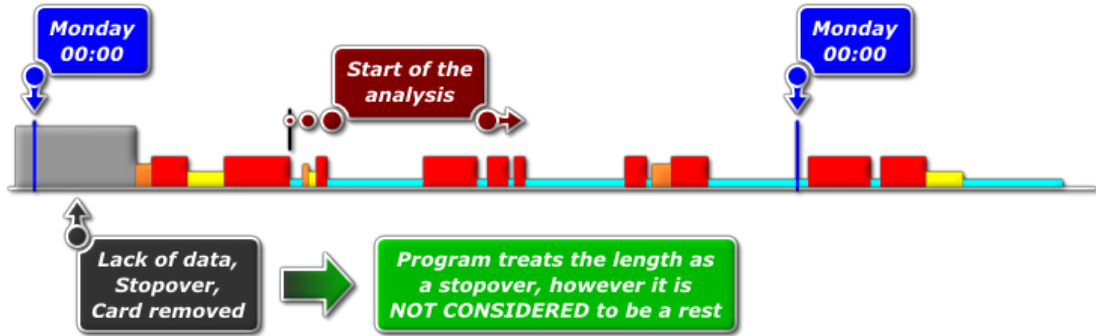 Monday
00:00
Start of the
analysis
Monday
00:00
Lack of data,
Stopover,
Card removed
Program treats the length as
a stopover, however it is
NOT CONSIDERED to be a rest